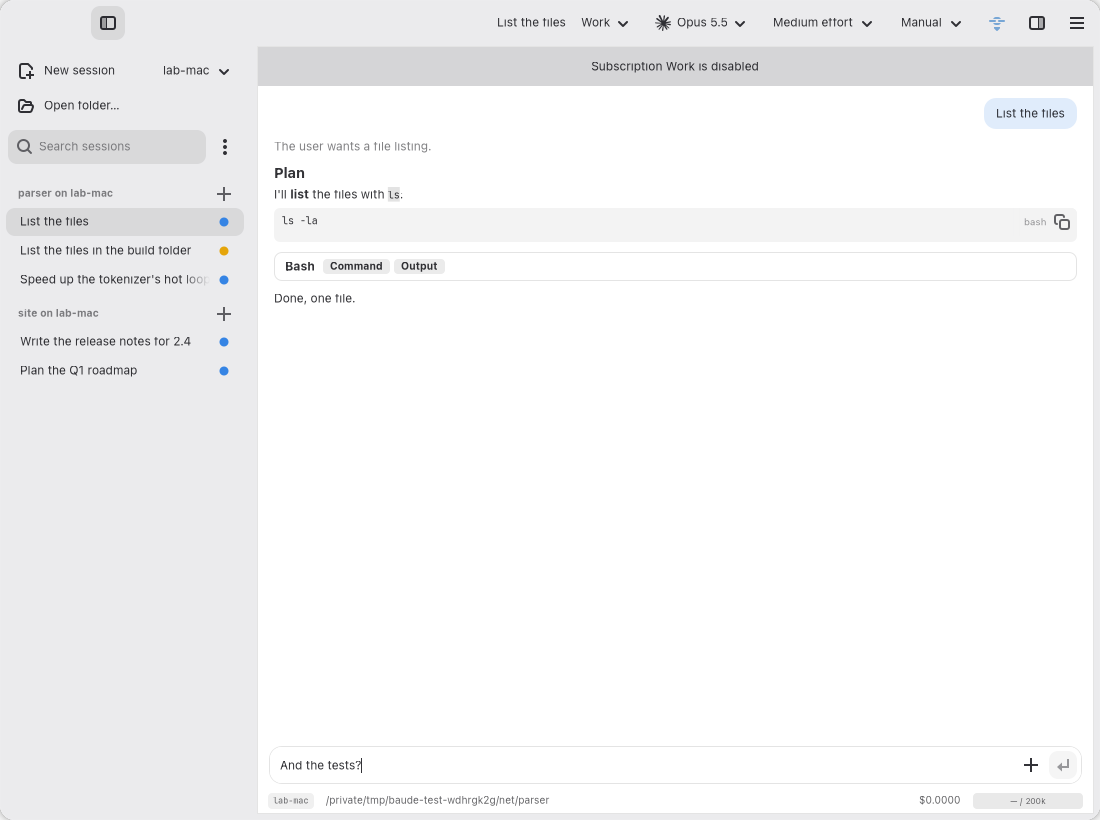 List the files
Work
Opus 5.5
Medium effort
Manual
New session
lab-mac
Open folder...
Search sessions
parser on lab-mac
List the files
List the files in the build folder
Speed up the tokenizer's hot loop
site on lab-mac
Write the release notes for 2.4
Plan the Q1 roadmap
Subscription Work is disabled
List the files
The user wants a file listing.
Plan
I'll list the files with ls.
ls -la
bash
Bash Command Output
Done, one file.
And the tests?
lab-mac
/private/tmp/baude-test-wdhrgk2g/net/parser
$0.0000
— / 200k